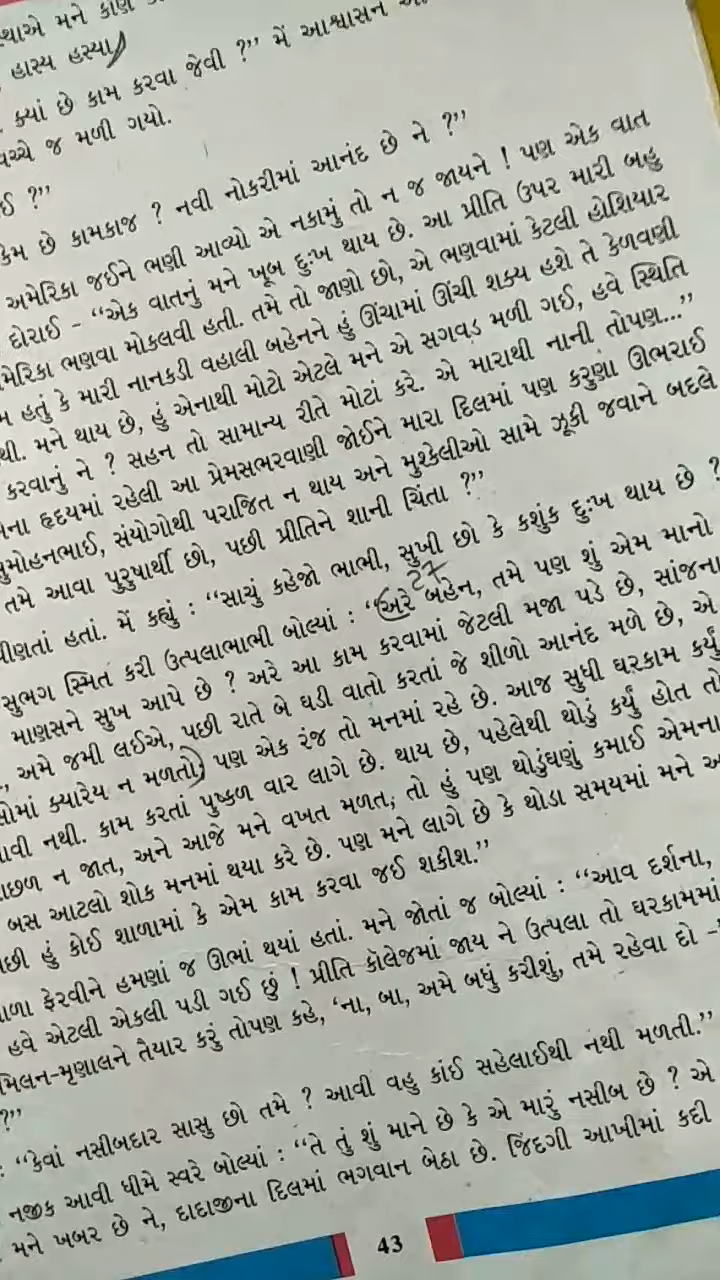 સ્થાએ મને કાંણ
હાસ્ય હસ્યા
ક્યાં છે કામ કરવા જેવી ?” મેં આશ્વાસન
વચ્ચે જ મળી ગયો.
ઈ ?”
કેમ છે કામકાજ ? નવી નોકરીમાં આનંદ છે ને ?”
અમેરિકા જઈને ભણી આવ્યો એ નકામું તો ન જ જાયને ! પણ એક વાત
દોરાઈ – “એક વાતનું મને ખૂબ દુઃખ થાય છે. આ પ્રીતિ ઉપર મારી બહુ
મેરિકા ભણવા મોકલવી હતી. તમે તો જાણો છો, એ ભણવામાં કેટલી હોશિયાર
મ હતું કે મારી નાનકડી વહાલી બહેનને હું ઊંચામાં ઊંચી શક્ય હશે તે કેળવણી
થી. મને થાય છે, હું એનાથી મોટો એટલે મને એ સગવડ મળી ગઈ, હવે સ્થિતિ
કરવાનું ને ? સહન તો સામાન્ય રીતે મોટાં કરે. એ મારાથી નાની તોપણ...”
ના હૃદયમાં રહેલી આ પ્રેમસભરવાણી જોઈને મારા દિલમાં પણ કરુણા ઊભરાઈ
મોહનભાઈ, સંયોગોથી પરાજિત ન થાય અને મુશ્કેલીઓ સામે ઝૂકી જવાને બદલે
તમે આવા પુરુષાર્થી છો, પછી પ્રીતિને શાની ચિંતા ?”
વીણતાં હતાં. મેં કહ્યું : “સાચું કહેજો ભાભી, સુખી છો કે કશુંક દુઃખ થાય છે ?
27
સુભગ સ્મિત કરી ઉત્પલાભાભી બોલ્યાં : “અરે બહેન, તમે પણ શું એમ માનો
માણસને સુખ આપે છે ? અરે આ કામ કરવામાં જેટલી મજા પડે છે, સાંજના
, અમે જમી લઈએ, પછી રાતે બે ઘડી વાતો કરતાં જે શીળો આનંદ મળે છે, એ
સોમાં ક્યારેય ન મળતો) પણ એક રંજ તો મનમાં રહે છે. આજ સુધી ઘરકામ કર્યું
ાવી નથી. કામ કરતાં પુષ્કળ વાર લાગે છે. થાય છે, પહેલેથી થોડું કર્યું હોત તો
ાછળ ન જાત, અને આજે મને વખત મળત; તો હું પણ થોડુંઘણું કમાઈ એમના
બસ આટલો શોક મનમાં થયા કરે છે. પણ મને લાગે છે કે થોડા સમયમાં મને
છી હું કોઈ શાળામાં કે એમ કામ કરવા જઈ શકીશ.”
ળા ફેરવીને હમણાં જ ઊભાં થયાં હતાં. મને જોતાં જ બોલ્યાં : “આવ દર્શના,
હવે એટલી એકલી પડી ગઈ છું ! પ્રીતિ કૉલેજમાં જાય ને ઉત્પલા તો ઘરકામમાં
મિલન-મૃણાલને તૈયાર કરું તોપણ કહે, ‘ના, બા, અમે બધું કરીશું, તમે રહેવા દો –’
?”
: “કેવાં નસીબદાર સાસુ છો તમે ? આવી વહુ કાંઈ સહેલાઈથી નથી મળતી.”
નજીક આવી ધીમે સ્વરે બોલ્યાં : “તે તું શું માને છે કે એ મારું નસીબ છે ? એ
મને ખબર છે ને, દાદાજીના દિલમાં ભગવાન બેઠા છે. જિંદગી આખીમાં કદી
43